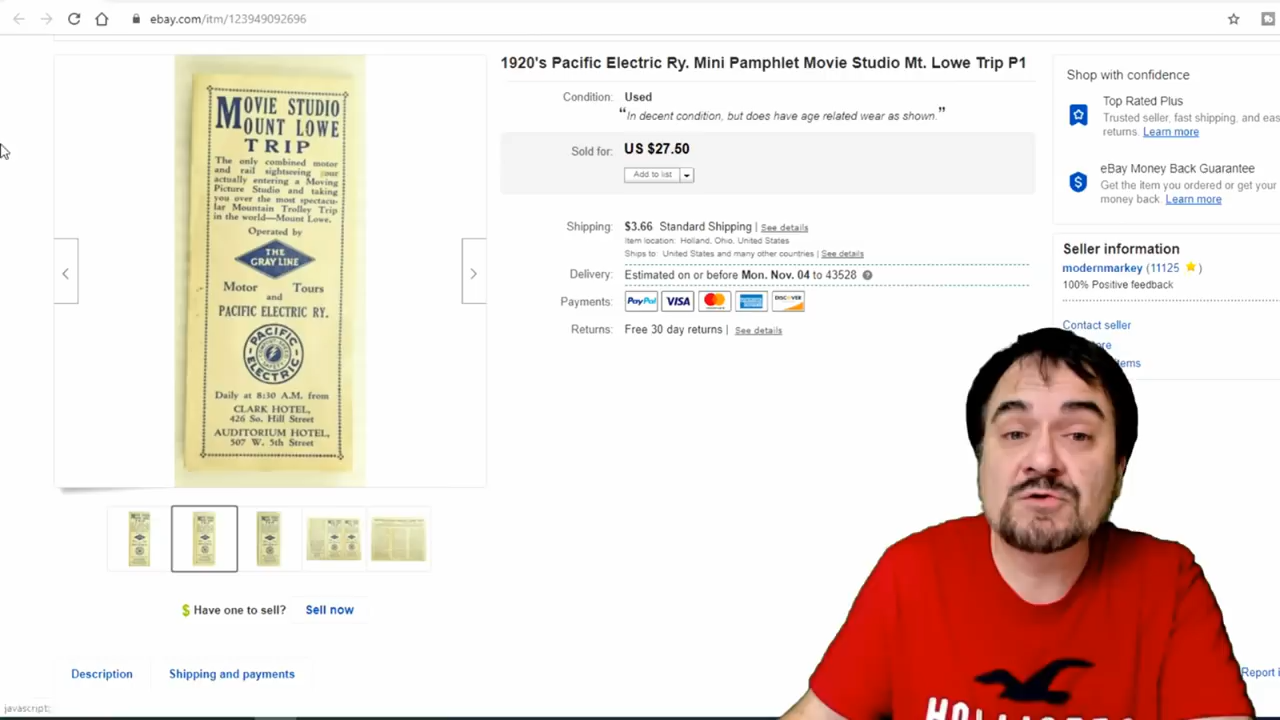 ebay.com/itm/123949092696
MOVIE STUDIO
MOUNT LOWE
TRIP
The only combined motor
and rail sightseeing tour
actually entering a Moving
Picture Studio and taking
you over the most spectacu-
lar Mountain Trolley Trip
in the world—Mount Lowe.
Operated by
THE
GRAY LINE
Motor Tours
and
PACIFIC ELECTRIC RY.
PACIFIC
ELECTRIC
Daily at 8:30 A.M. from
CLARK HOTEL,
426 So. Hill Street
AUDITORIUM HOTEL,
507 W. 5th Street
$ Have one to sell? Sell now
Description Shipping and payments
javascript:
1920's Pacific Electric Ry. Mini Pamphlet Movie Studio Mt. Lowe Trip P1
Condition: Used
“In decent condition, but does have age related wear as shown.”
Sold for: US $27.50
Add to list
Shipping: $3.66 Standard Shipping | See details
Item location: Holland, Ohio, United States
Ships to: United States and many other countries | See details
Delivery: Estimated on or before Mon. Nov. 04 to 43528
Payments: PayPal VISA MasterCard DISCOVER
Returns: Free 30 day returns | See details
Shop with confidence
Top Rated Plus
Trusted seller, fast shipping, and eas
returns. Learn more
eBay Money Back Guarantee
Get the item you ordered or get your
money back. Learn more
Seller information
modernmarkey (11125 )
100% Positive feedback
Contact seller
ore
tems
Report i